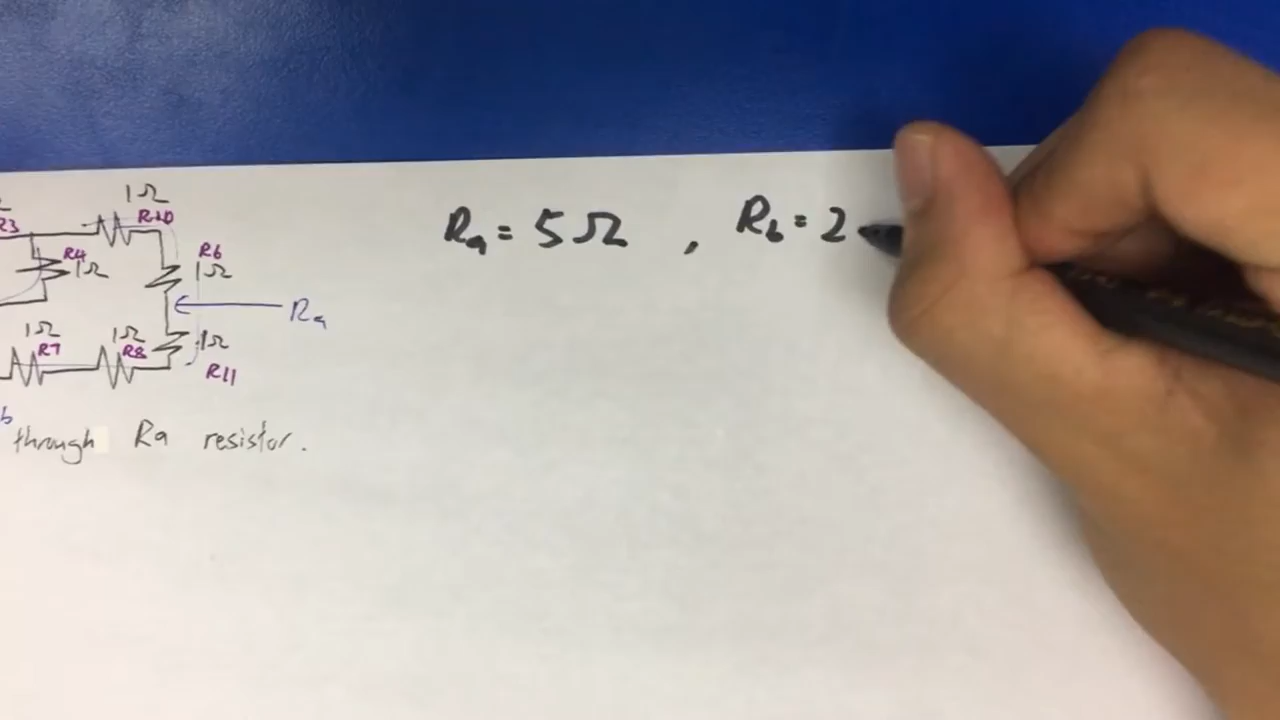 1Ω
R3 R10
Ra = 5Ω , Rb = 2
R4 1Ω
R6
1Ω
Ra
1Ω 1Ω 1Ω
R7 R8 R11
b
through Ra resistor.